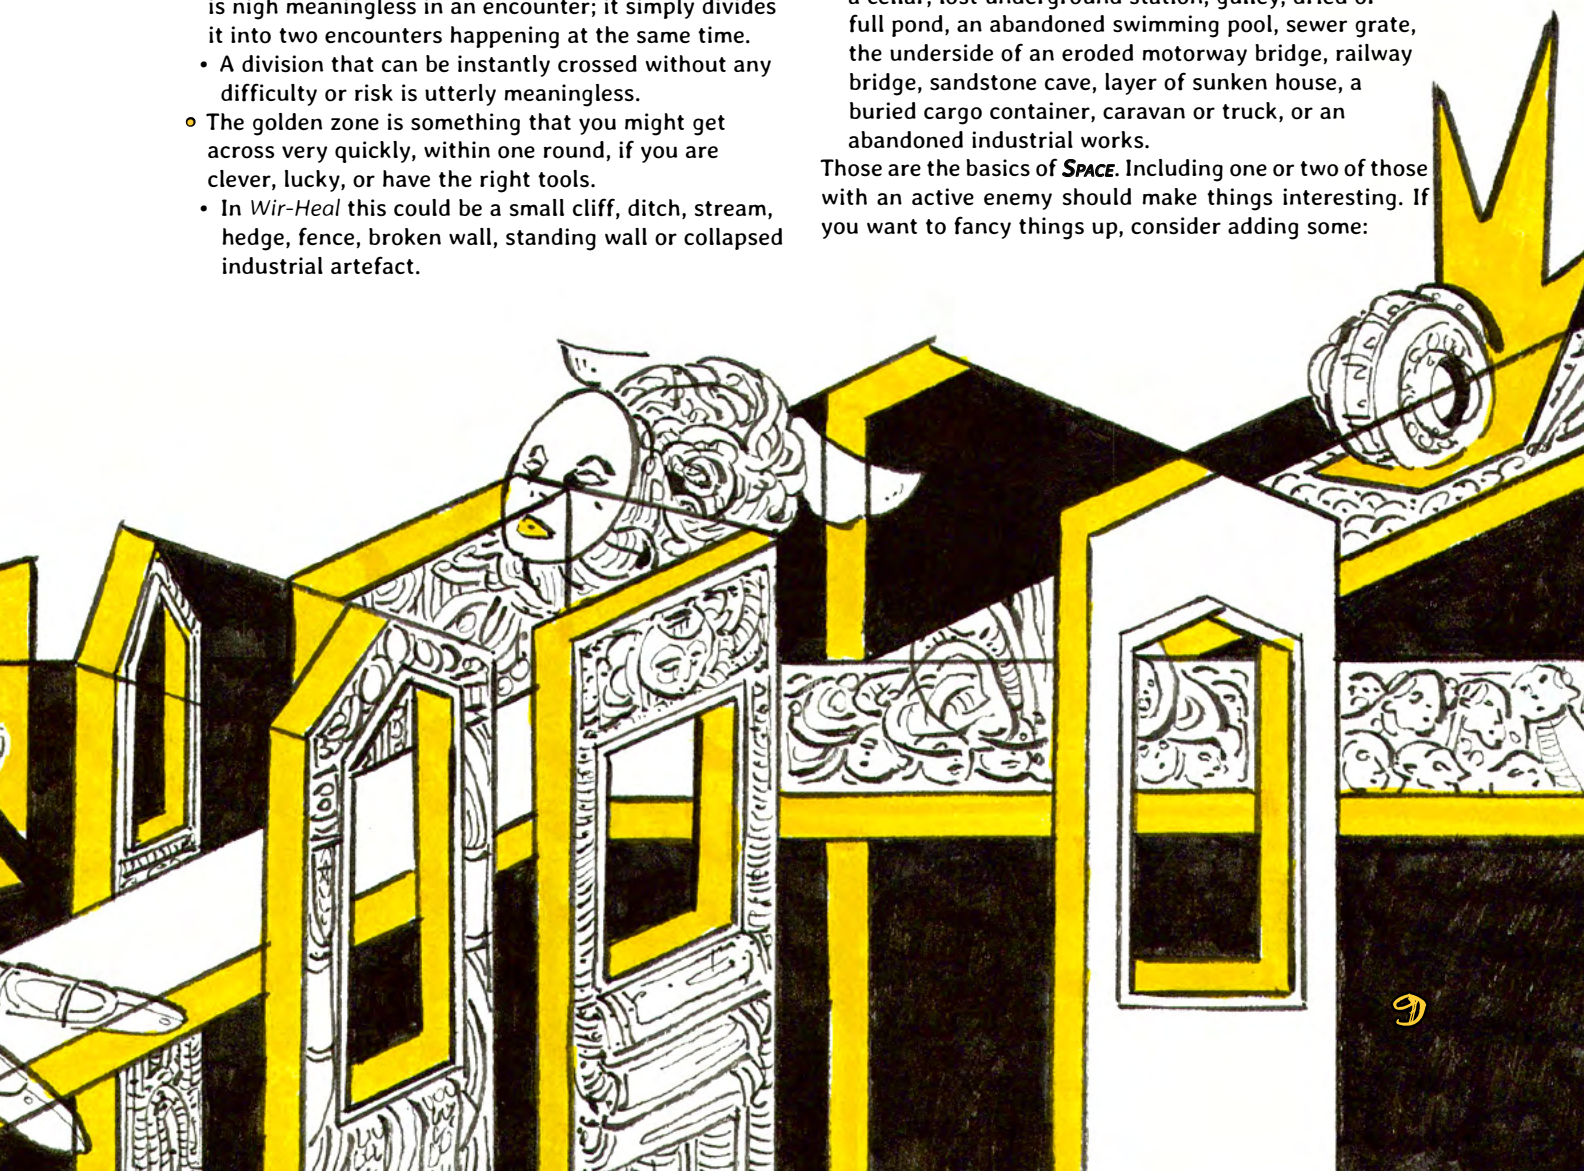 is nigh meaningless in an encounter; it simply divides
it into two encounters happening at the same time.
• A division that can be instantly crossed without any
difficulty or risk is utterly meaningless.
The golden zone is something that you might get
across very quickly, within one round, if you are
clever, lucky, or have the right tools.
• In Wir-Heal this could be a small cliff, ditch, stream,
hedge, fence, broken wall, standing wall or collapsed
industrial artefact.
full pond, an abandoned swimming pool, sewer grate,
the underside of an eroded motorway bridge, railway
bridge, sandstone cave, layer of sunken house, a
buried cargo container, caravan or truck, or an
abandoned industrial works.
Those are the basics of SPACE. Including one or two of those
with an active enemy should make things interesting. If
you want to fancy things up, consider adding some: